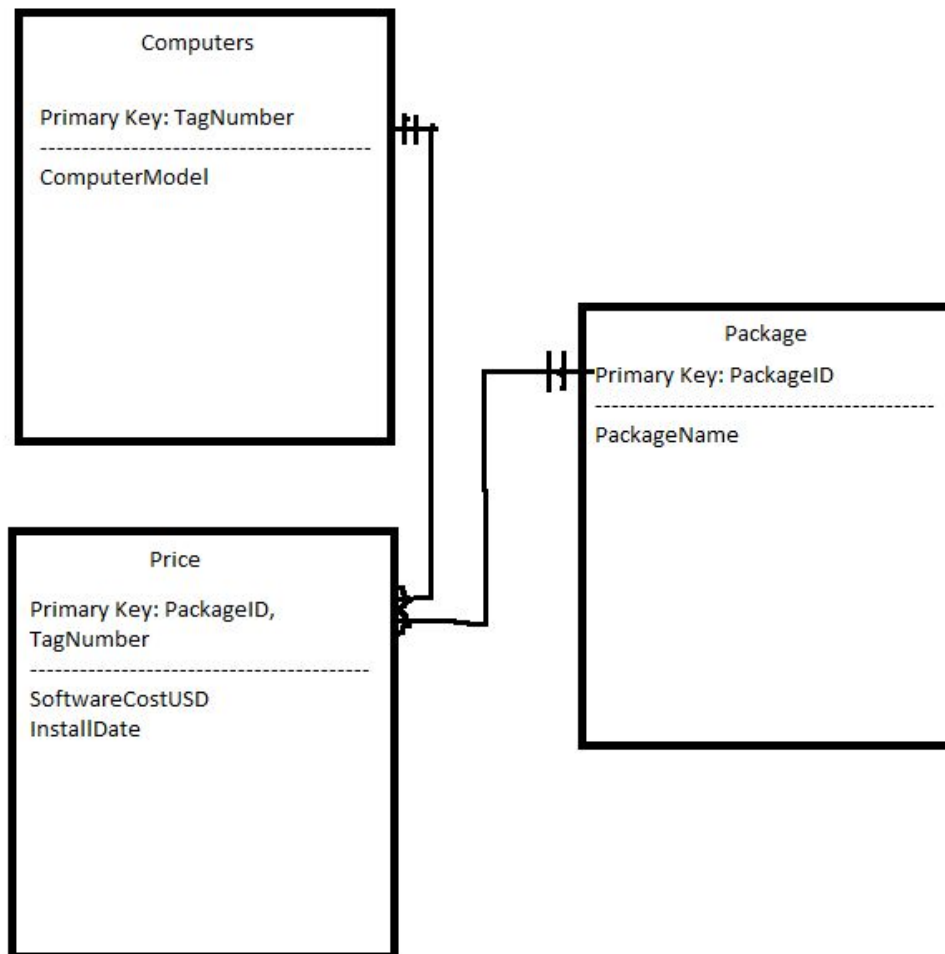 Computers
Primary Key: TagNumber
---------------------------------------
ComputerModel
Package
Primary Key: PackageID
----------------------------------------
PackageName
Price
Primary Key: PackageID,
TagNumber
----------------------------------------
SoftwareCostUSD
InstallDate